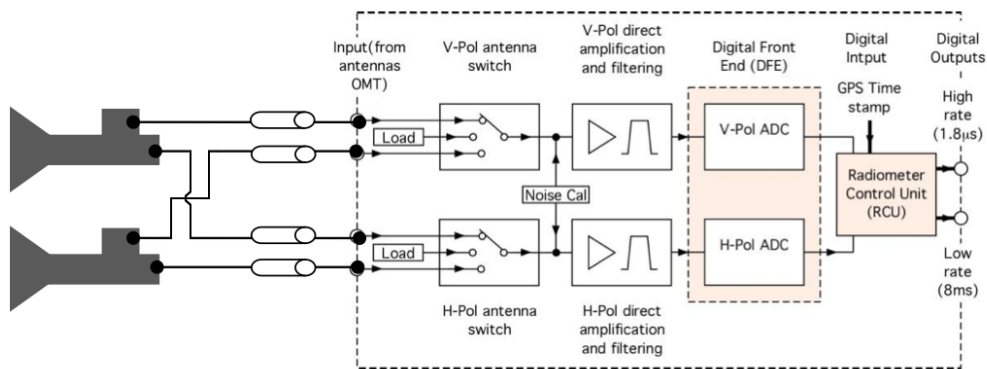 Input(from
antennas
OMT)
V-Pol antenna
switch
V-Pol direct
amplification
and filtering
Digital Front
End (DFE)
Digital
Intput
GPS Time
stamp
Digital
Outputs
High
rate
(1.8µs)
Load
V-Pol ADC
Noise Cal
Radiometer
Control Unit
(RCU)
Load
H-Pol ADC
Low
rate
(8ms)
H-Pol antenna
switch
H-Pol direct
amplification
and filtering